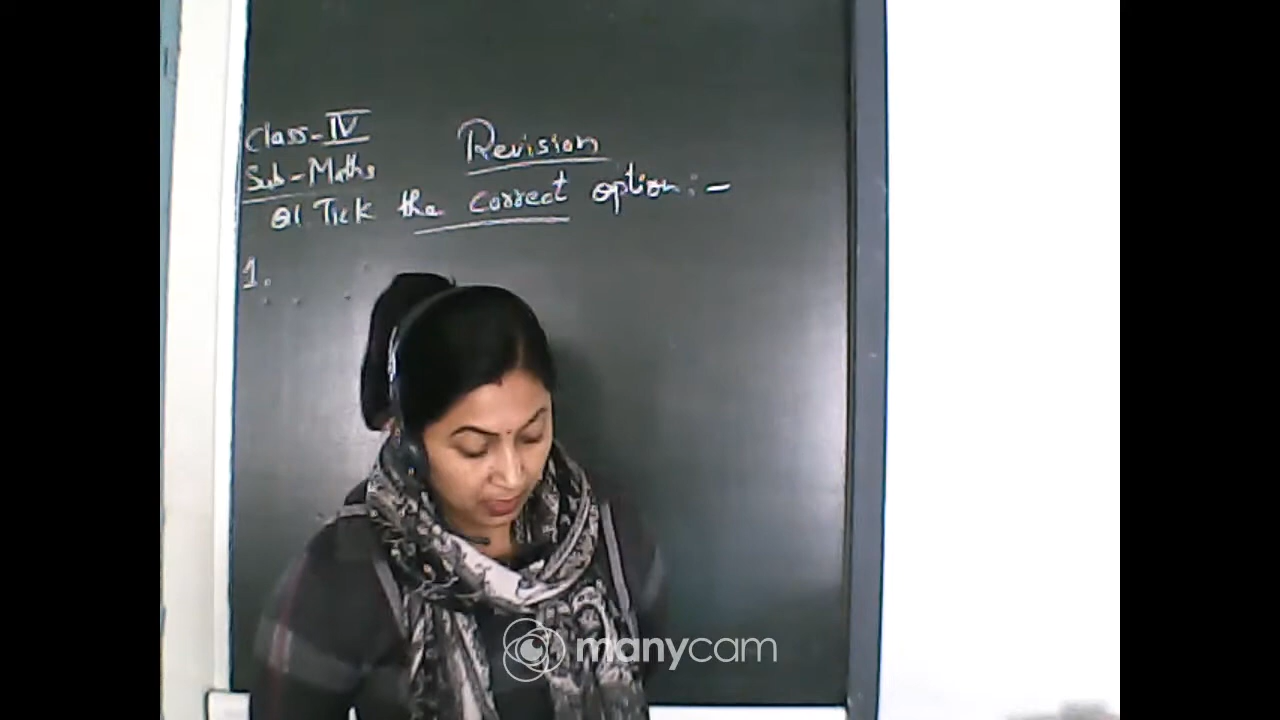 Class-IV
Revision
Sub-Maths
Q1 Tick the correct option:-
1.
manycam